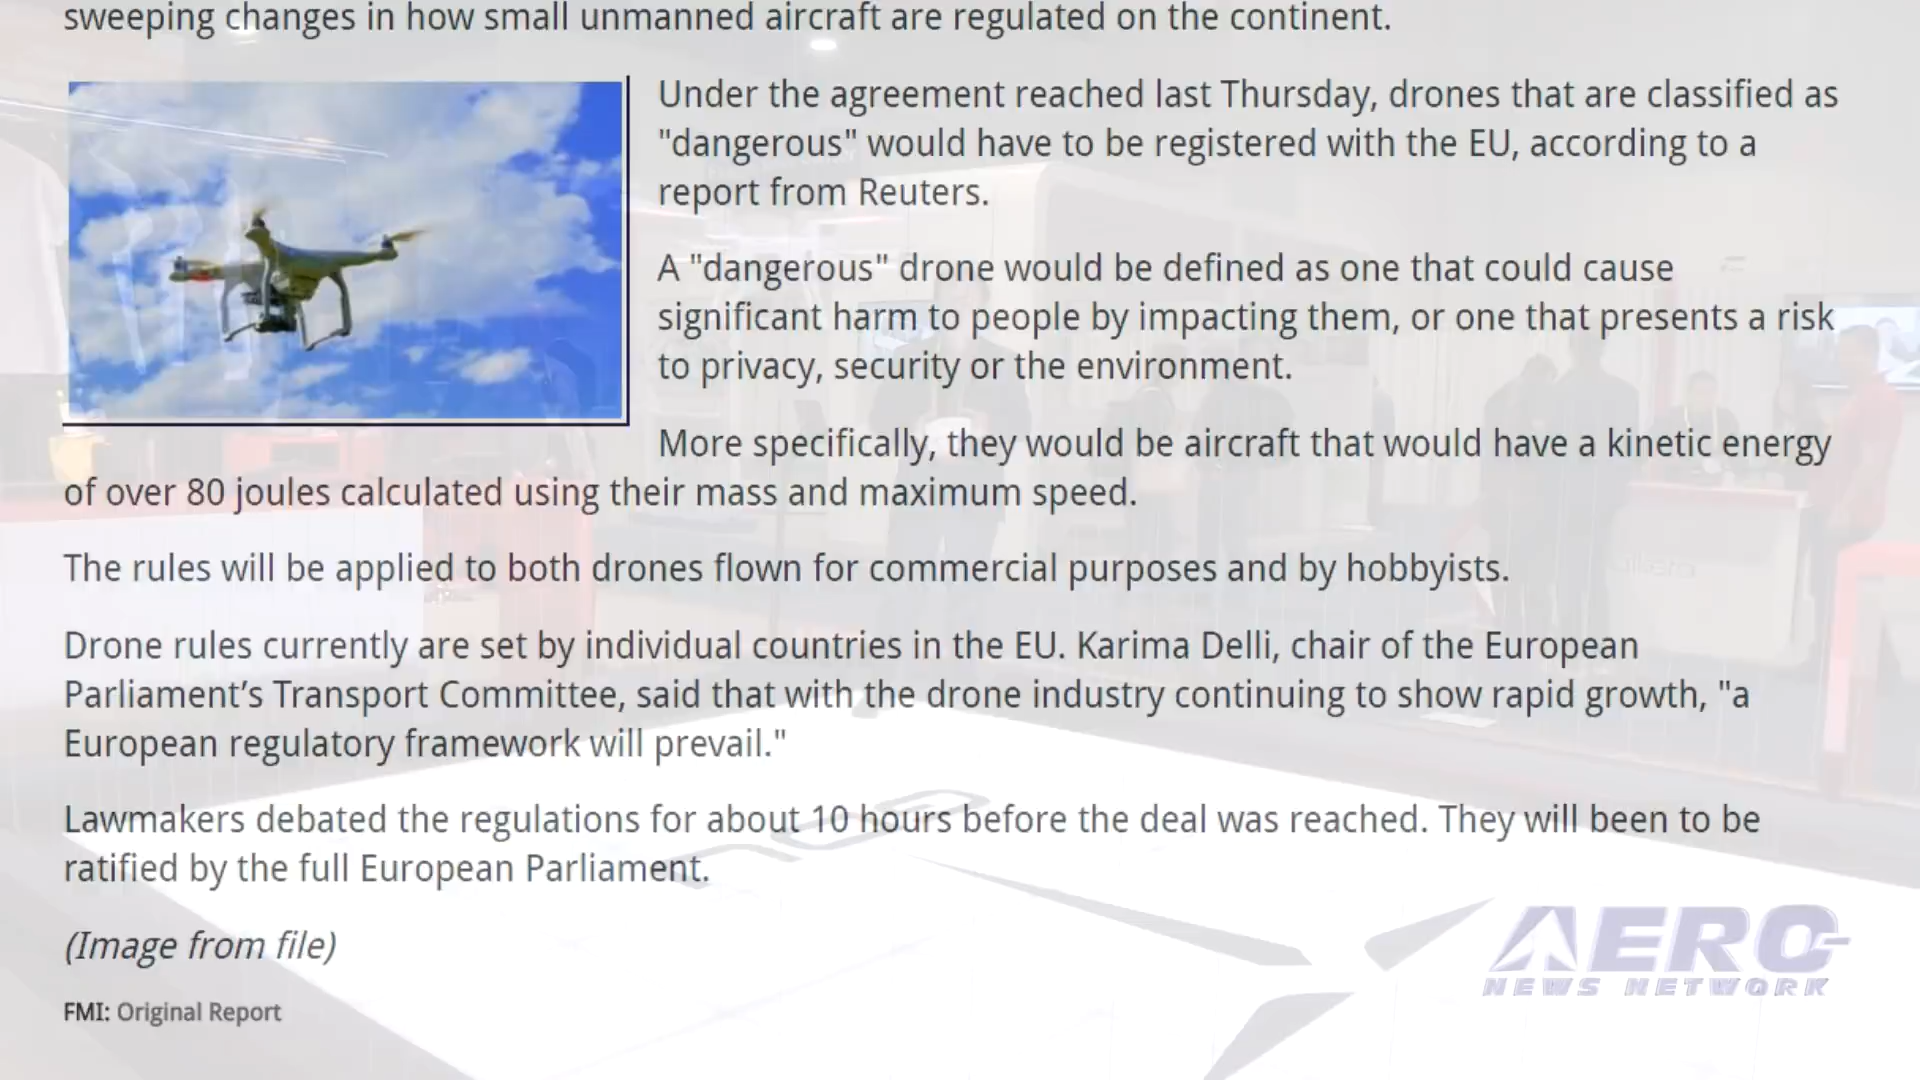 sweeping changes in how small unmanned aircraft are regulated on the continent.
Under the agreement reached last Thursday, drones that are classified as
"dangerous" would have to be registered with the EU, according to a
report from Reuters.
A "dangerous" drone would be defined as one that could cause
significant harm to people by impacting them, or one that presents a risk
to privacy, security or the environment.
More specifically, they would be aircraft that would have a kinetic energy
of over 80 joules calculated using their mass and maximum speed.
The rules will be applied to both drones flown for commercial purposes and by hobbyists.
Drone rules currently are set by individual countries in the EU. Karima Delli, chair of the European
Parliament’s Transport Committee, said that with the drone industry continuing to show rapid growth, "a
European regulatory framework will prevail."
Lawmakers debated the regulations for about 10 hours before the deal was reached. They will been to be
ratified by the full European Parliament.
(Image from file)
FMI: Original Report
AERO-
NEWS NETWORK